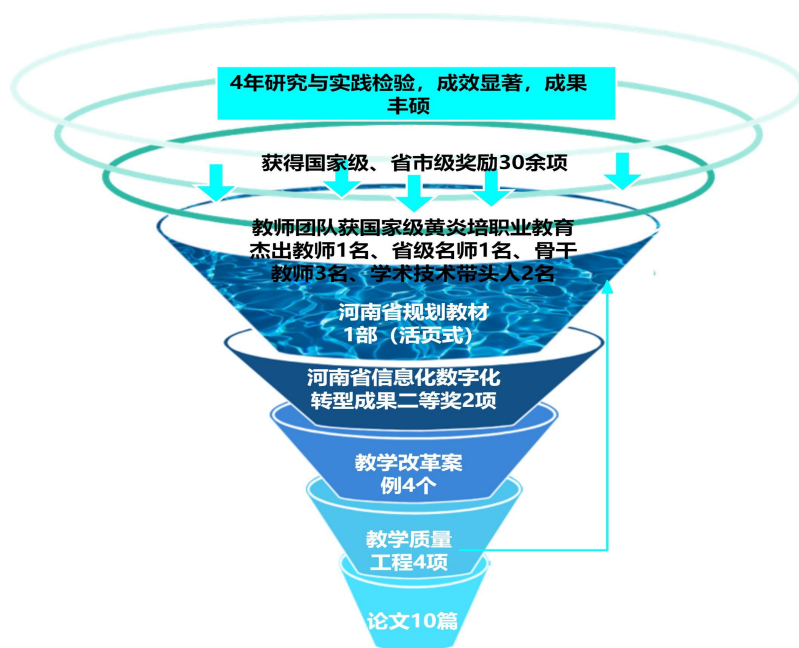 4年研究与实践检验，成效显著，成果
丰硕
获得国家级、省市级奖励30余项
教师团队获国家级黄炎培职业教育
杰出教师1名、省级名师1名、骨干
教师3名、学术技术带头人2名
河南省规划教材
1部（活页式）
河南省信息化数字化
转型成果二等奖2项
教学改革案
例4个
教学质量
工程4项
论文10篇